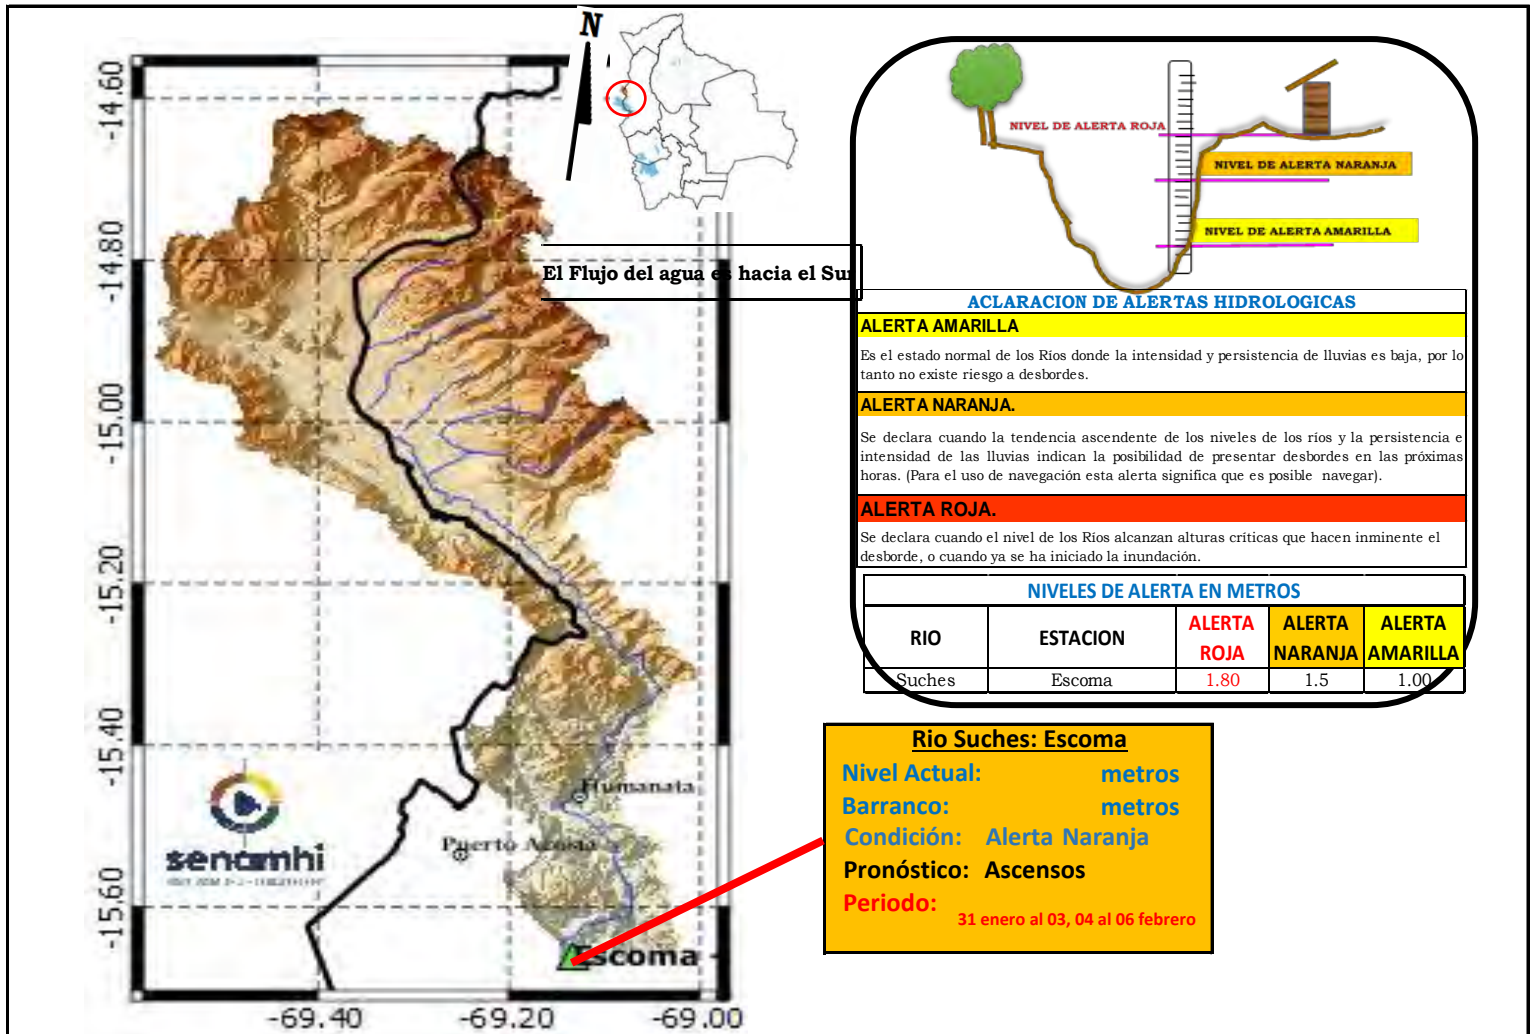 N
-14.60
-14.80
-15.00
-15.20
-15.40
-15.60
-69.40
-69.20
-69.00
El Flujo del agua es hacia el Sur
Humanata
Puerto Acosta
Escoma
senamhi
NIVEL DE ALERTA ROJA
NIVEL DE ALERTA NARANJA
NIVEL DE ALERTA AMARILLA
ACLARACION DE ALERTAS HIDROLOGICAS
ALERTA AMARILLA
Es el estado normal de los Ríos donde la intensidad y persistencia de lluvias es baja, por lo
tanto no existe riesgo a desbordes.
ALERTA NARANJA.
Se declara cuando la tendencia ascendente de los niveles de los ríos y la persistencia e
intensidad de las lluvias indican la posibilidad de presentar desbordes en las próximas
horas. (Para el uso de navegación esta alerta significa que es posible navegar).
ALERTA ROJA.
Se declara cuando el nivel de los Ríos alcanzan alturas críticas que hacen inminente el
desborde, o cuando ya se ha iniciado la inundación.
NIVELES DE ALERTA EN METROS
RIO ESTACION ALERTA ROJA ALERTA NARANJA ALERTA AMARILLA
Suches Escoma 1.80 1.5 1.00
Rio Suches: Escoma
Nivel Actual: metros
Barranco: metros
Condición: Alerta Naranja
Pronóstico: Ascensos
Periodo:
31 enero al 03, 04 al 06 febrero